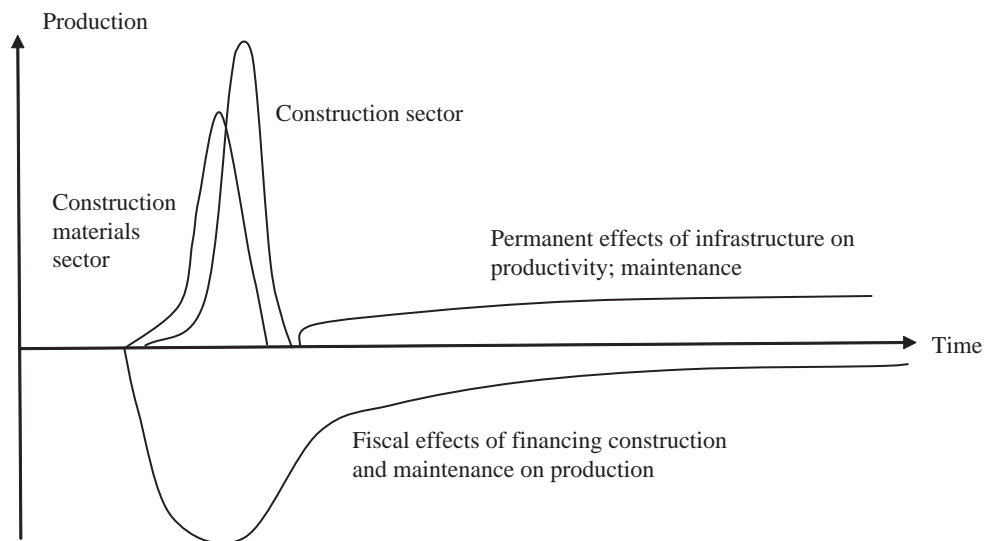 Production
Construction sector
Construction
materials
sector
Permanent effects of infrastructure on
productivity; maintenance
Time
Fiscal effects of financing construction
and maintenance on production